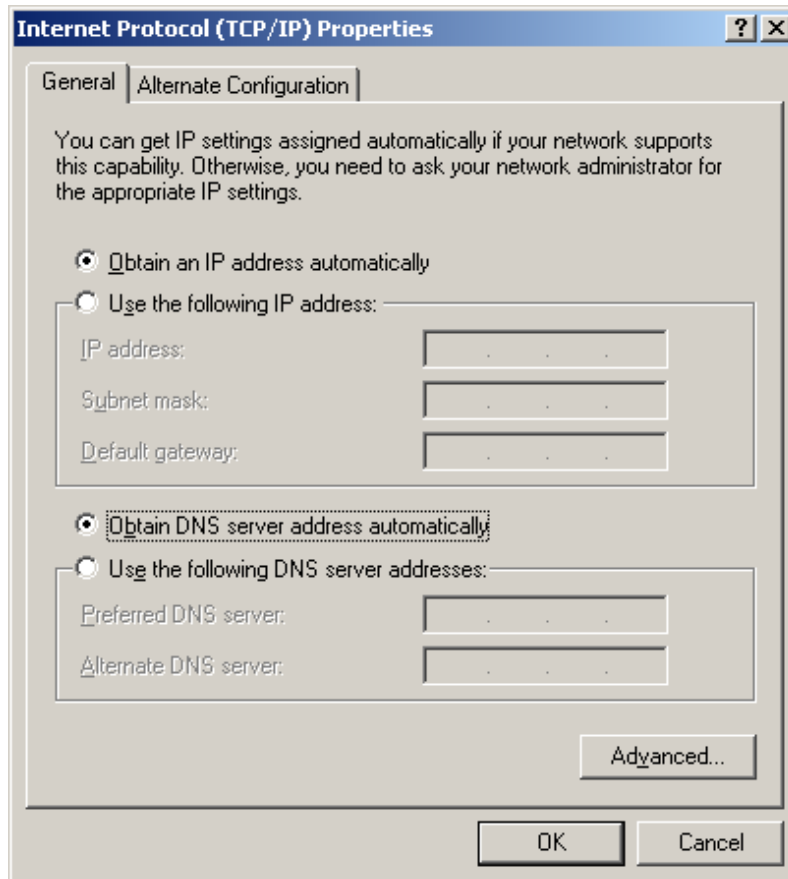 Internet Protocol (TCP/IP) Properties
General
Alternate Configuration
You can get IP settings assigned automatically if your network supports
this capability. Otherwise, you need to ask your network administrator for
the appropriate IP settings.
Obtain an IP address automatically
Use the following IP address:
IP address:
Subnet mask:
Default gateway:
Obtain DNS server address automatically
Use the following DNS server addresses:
Preferred DNS server:
Alternate DNS server:
Advanced...
OK
Cancel